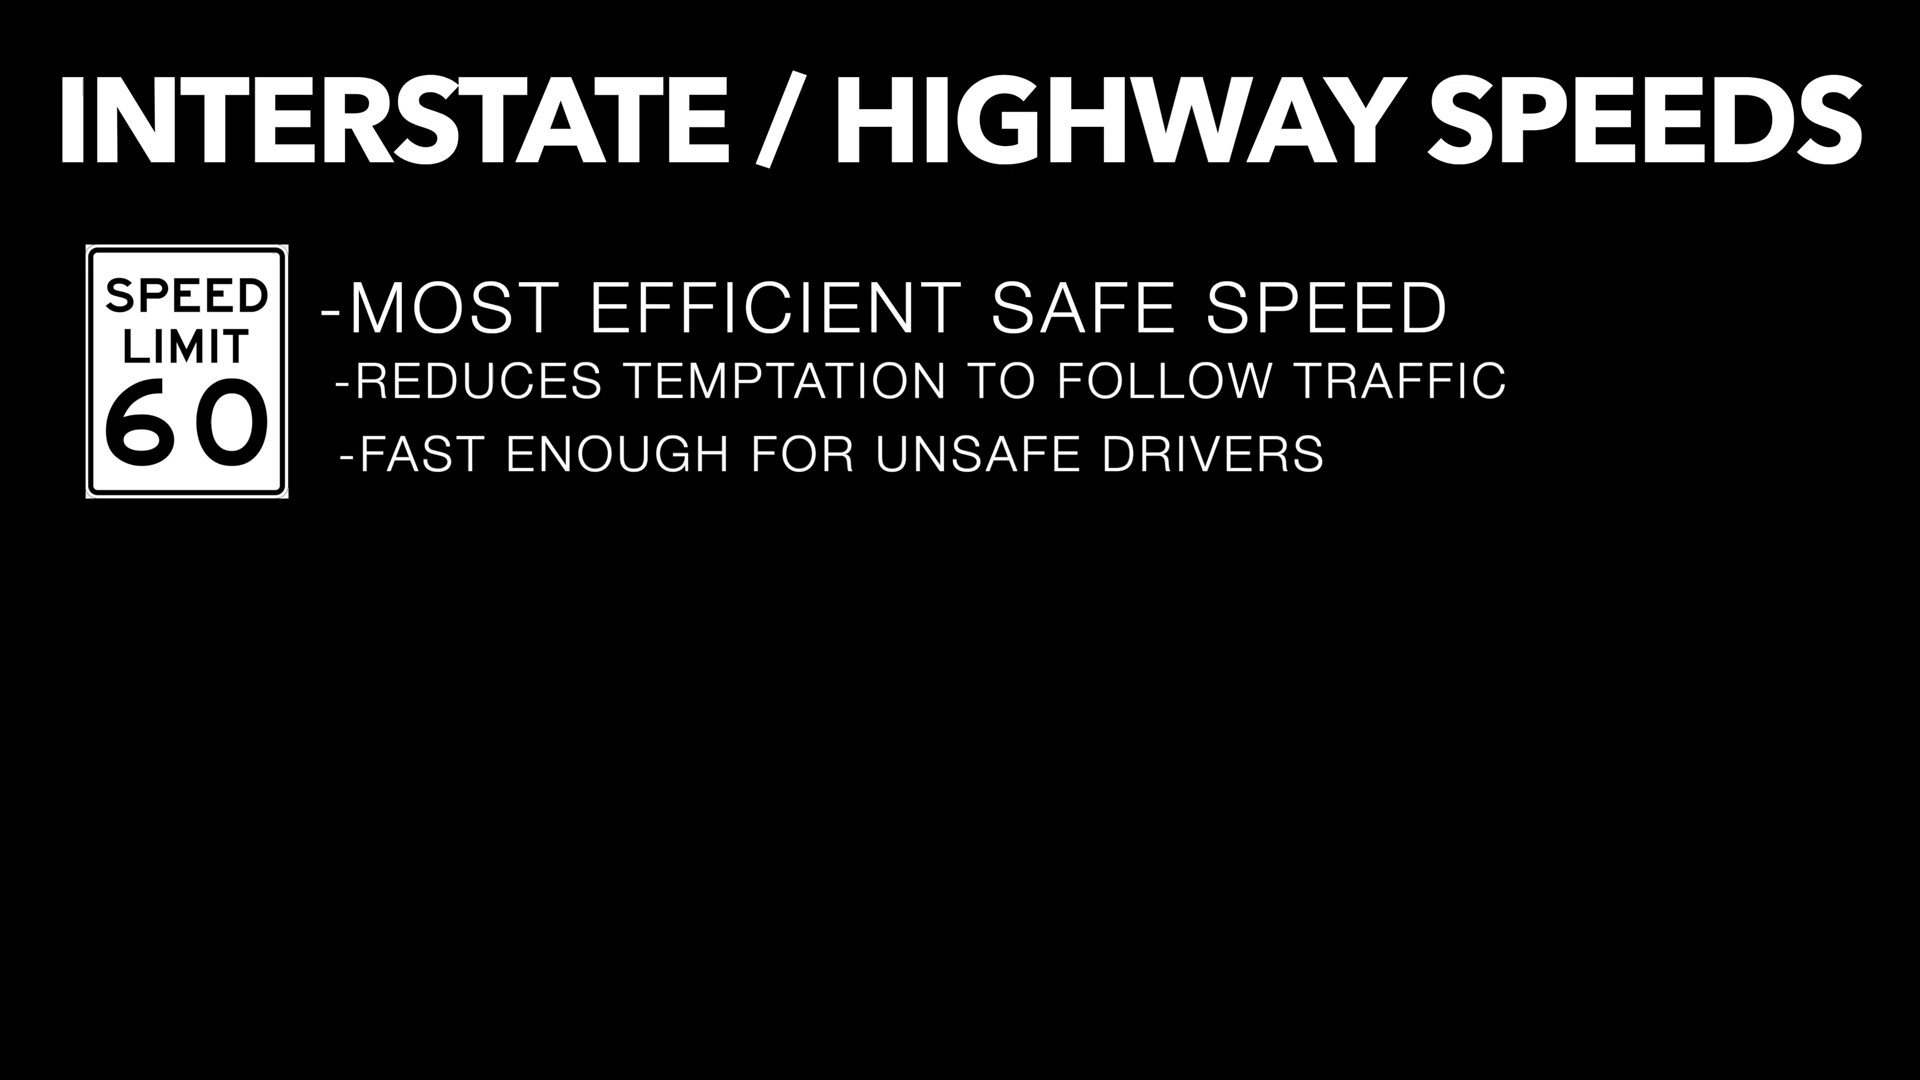 INTERSTATE / HIGHWAY SPEEDS
SPEED
LIMIT
60
-MOST EFFICIENT SAFE SPEED
-REDUCES TEMPTATION TO FOLLOW TRAFFIC
-FAST ENOUGH FOR UNSAFE DRIVERS